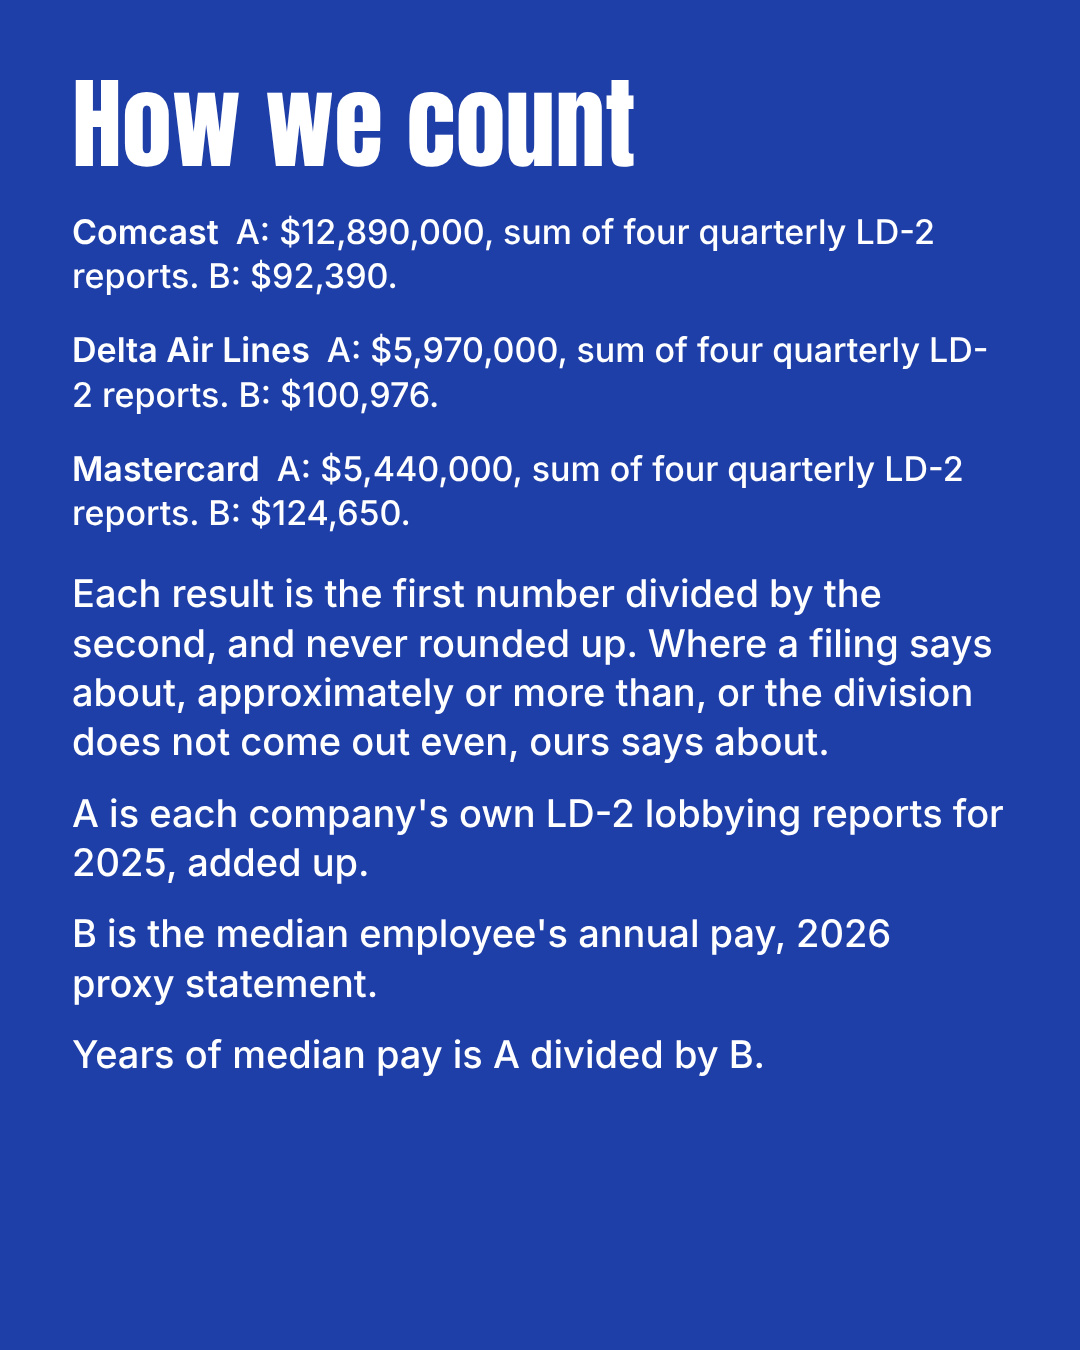 How we count
Comcast A: $12,890,000, sum of four quarterly LD-2
reports. B: $92,390.
Delta Air Lines A: $5,970,000, sum of four quarterly LD-
2 reports. B: $100,976.
Mastercard A: $5,440,000, sum of four quarterly LD-2
reports. B: $124,650.
Each result is the first number divided by the
second, and never rounded up. Where a filing says
about, approximately or more than, or the division
does not come out even, ours says about.
A is each company's own LD-2 lobbying reports for
2025, added up.
B is the median employee's annual pay, 2026
proxy statement.
Years of median pay is A divided by B.